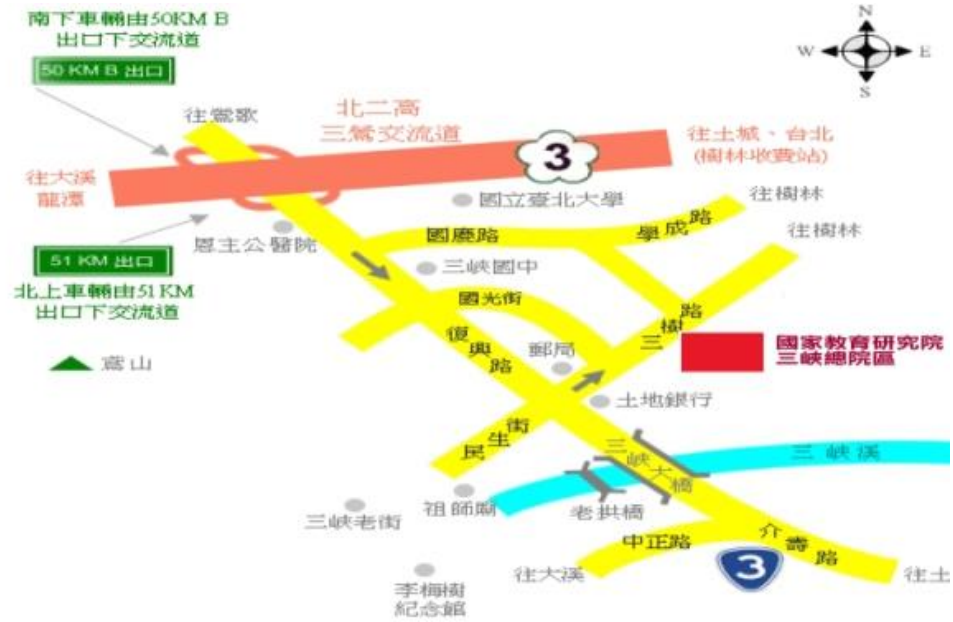 南下車輛由50KM B
出口下交流道
50 KM B 出口
N
W
E
S
往鶯歌
北二高
三鶯交流道
3
往土城、台北
(樹林收費站)
往大溪
龍潭
國立臺北大學
往樹林
往樹林
恩主公醫院
國慶路
學成路
51 KM 出口
北上車輛由51KM
出口下交流道
三峽國中
國光街
三樹路
復興路
郵局
國家教育研究院
三峽總院區
鳶山
土地銀行
民生街
三峽大橋
三峽溪
三峽老街
祖師廟
老拱橋
中正路
介壽路
3
往大溪
往土
李梅樹
紀念館